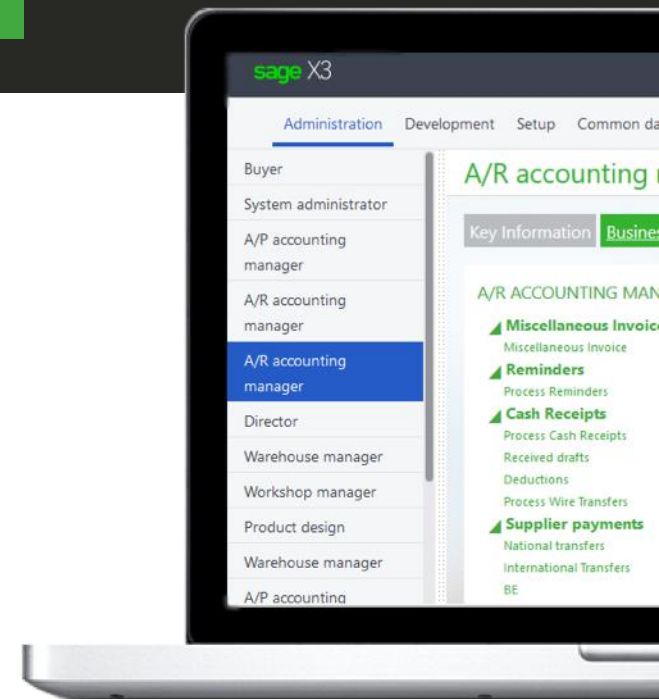 sage X3
Administration Development Setup Common da
Buyer
System administrator
A/P accounting
manager
A/R accounting
manager
A/R accounting
manager
Director
Warehouse manager
Workshop manager
Product design
Warehouse manager
A/P accounting
A/R accounting
Key Information Busines
A/R ACCOUNTING MAN
Miscellaneous Invoice
Miscellaneous Invoice
Reminders
Process Reminders
Cash Receipts
Process Cash Receipts
Received drafts
Deductions
Process Wire Transfers
Supplier payments
National transfers
International Transfers
BE